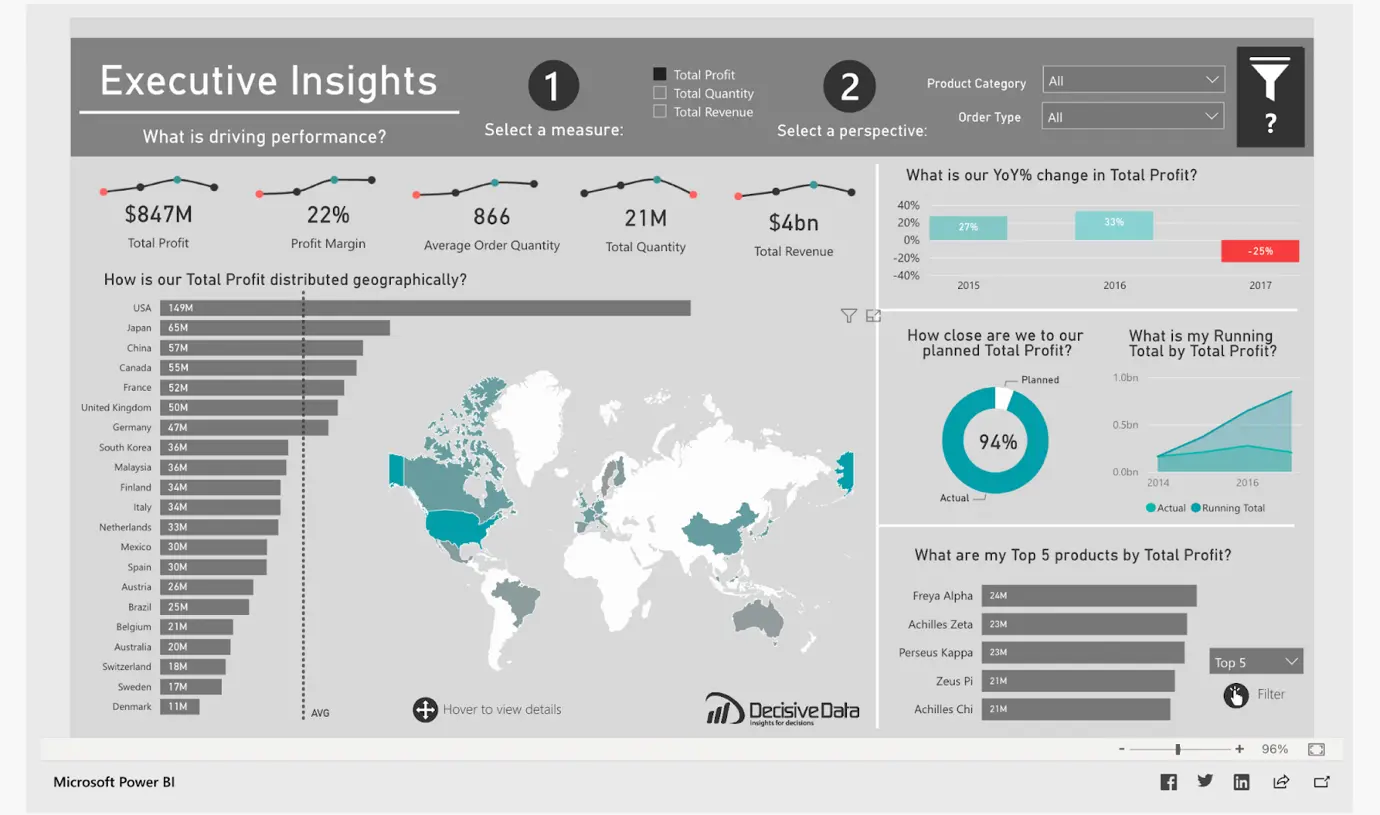 Executive Insights
What is driving performance?
1
Select a measure:
Total Profit
Total Quantity
Total Revenue
2
Select a perspective:
Product Category
All
Order Type
All
?
$847M
Total Profit
22%
Profit Margin
866
Average Order Quantity
21M
Total Quantity
$4bn
Total Revenue
How is our Total Profit distributed geographically?
USA 149M
Japan 65M
China 57M
Canada 55M
France 52M
United Kingdom 50M
Germany 47M
South Korea 36M
Malaysia 36M
Finland 34M
Italy 34M
Netherlands 33M
Mexico 30M
Spain 30M
Austria 26M
Brazil 25M
Belgium 21M
Australia 20M
Switzerland 18M
Sweden 17M
Denmark 11M
AVG
Hover to view details
Decisive Data
insights for decisions
What is our YoY% change in Total Profit?
40%
20%
0%
-20%
-40%
27%
33%
-25%
2015
2016
2017
How close are we to our
planned Total Profit?
Planned
94%
Actual
What is my Running
Total by Total Profit?
1.0bn
0.5bn
0.0bn
2014
2016
Actual
Running Total
What are my Top 5 products by Total Profit?
Freya Alpha 24M
Achilles Zeta 23M
Perseus Kappa 23M
Zeus Pi 21M
Achilles Chi 21M
Top 5
Filter
- + 96%
Microsoft Power BI